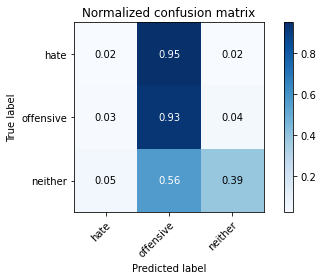 Normalized confusion matrix
hate 0.02 0.95 0.02
offensive 0.03 0.93 0.04
neither 0.05 0.56 0.39
hate offensive neither
True label
Predicted label
0.8
0.6
0.4
0.2